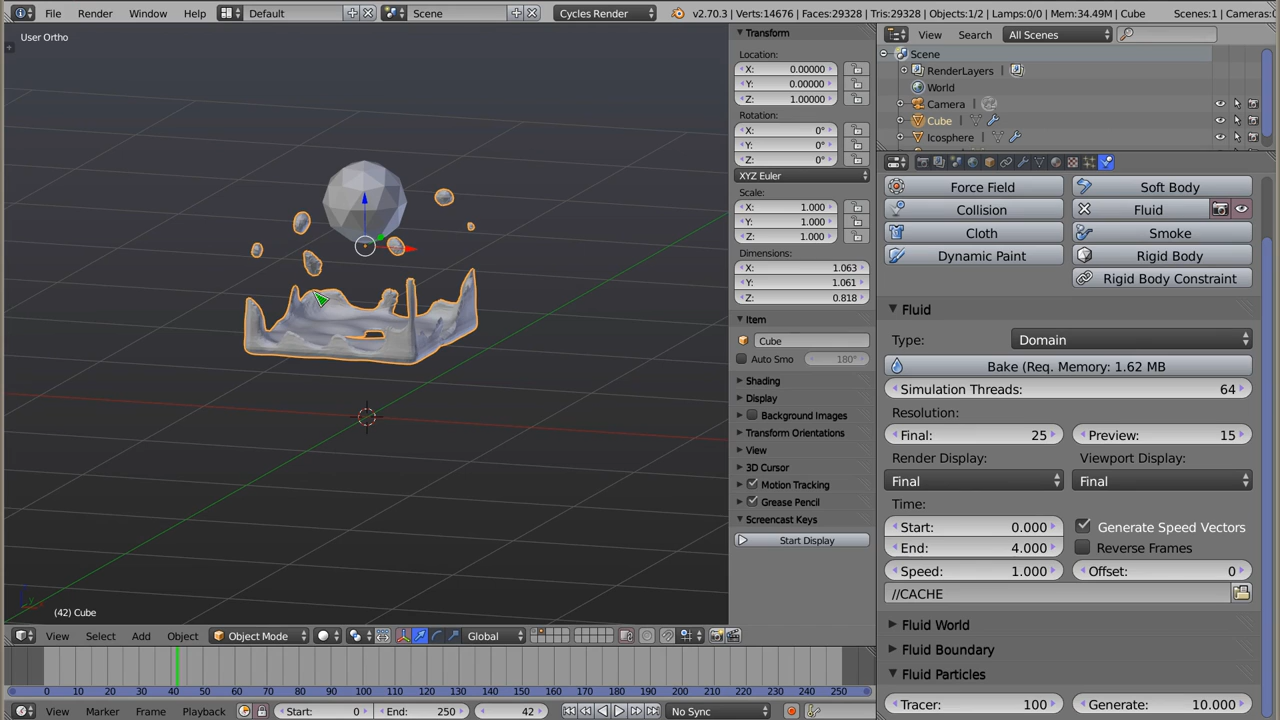 File Render Window Help Default Scene Cycles Render v2.70.3 | Verts:14676 | Faces:29328 | Tris:29328 | Objects:1/2 | Lamps:0/0 | Mem:34.49M | Cube Scenes:1 | Cameras:
User Ortho
Transform
Location:
X: 0.00000
Y: 0.00000
Z: 1.00000
Rotation:
X: 0°
Y: 0°
Z: 0°
XYZ Euler
Scale:
X: 1.000
Y: 1.000
Z: 1.000
Dimensions:
X: 1.063
Y: 1.061
Z: 0.818
Item
Cube
Auto Smo 180°
Shading
Display
Background Images
Transform Orientations
View
3D Cursor
Motion Tracking
Grease Pencil
Screencast Keys
Start Display
View Search All Scenes
Scene
RenderLayers
World
Camera
Cube
Icosphere
Force Field Soft Body
Collision Fluid
Cloth Smoke
Dynamic Paint Rigid Body
Rigid Body Constraint
Fluid
Type: Domain
Bake (Req. Memory: 1.62 MB
Simulation Threads: 64
Resolution:
Final: 25 Preview: 15
Render Display: Viewport Display:
Final Final
Time:
Start: 0.000 Generate Speed Vectors
End: 4.000 Reverse Frames
Speed: 1.000 Offset: 0
//CACHE
Fluid World
Fluid Boundary
Fluid Particles
Tracer: 100 Generate: 10.000
(42) Cube
View Select Add Object Object Mode Global
0 10 20 30 40 50 60 70 80 90 100 110 120 130 140 150 160 170 180 190 200 210 220 230 240 250
View Marker Frame Playback Start: 0 End: 250 42 No Sync